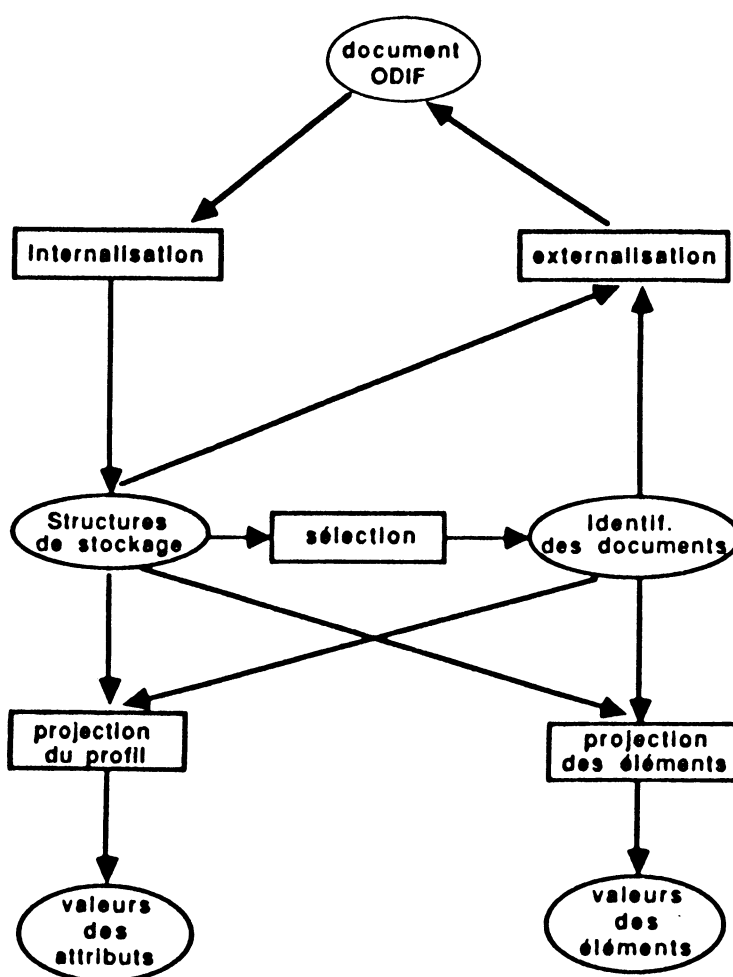 document
ODIF
Internalisation
externalisation
Structures
de stockage
sélection
Identif.
des documents
projection
du profil
projection
des éléments
valeurs
des
attributs
valeurs
des
éléments